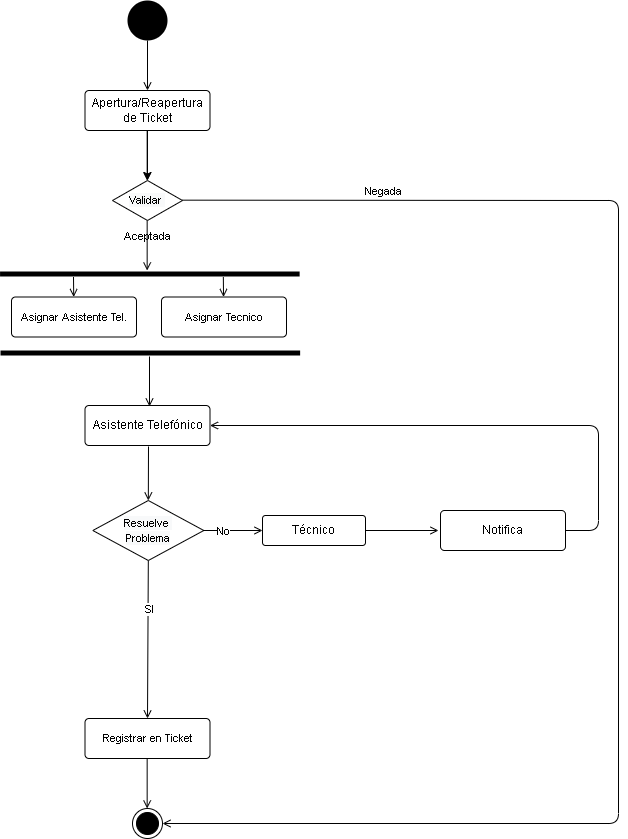 Apertura/Reapertura
de Ticket
Validar
Negada
Aceptada
Asignar Asistente Tel.
Asignar Tecnico
Asistente Telefónico
Resuelve
Problema
No
Técnico
Notifica
SI
Registrar en Ticket